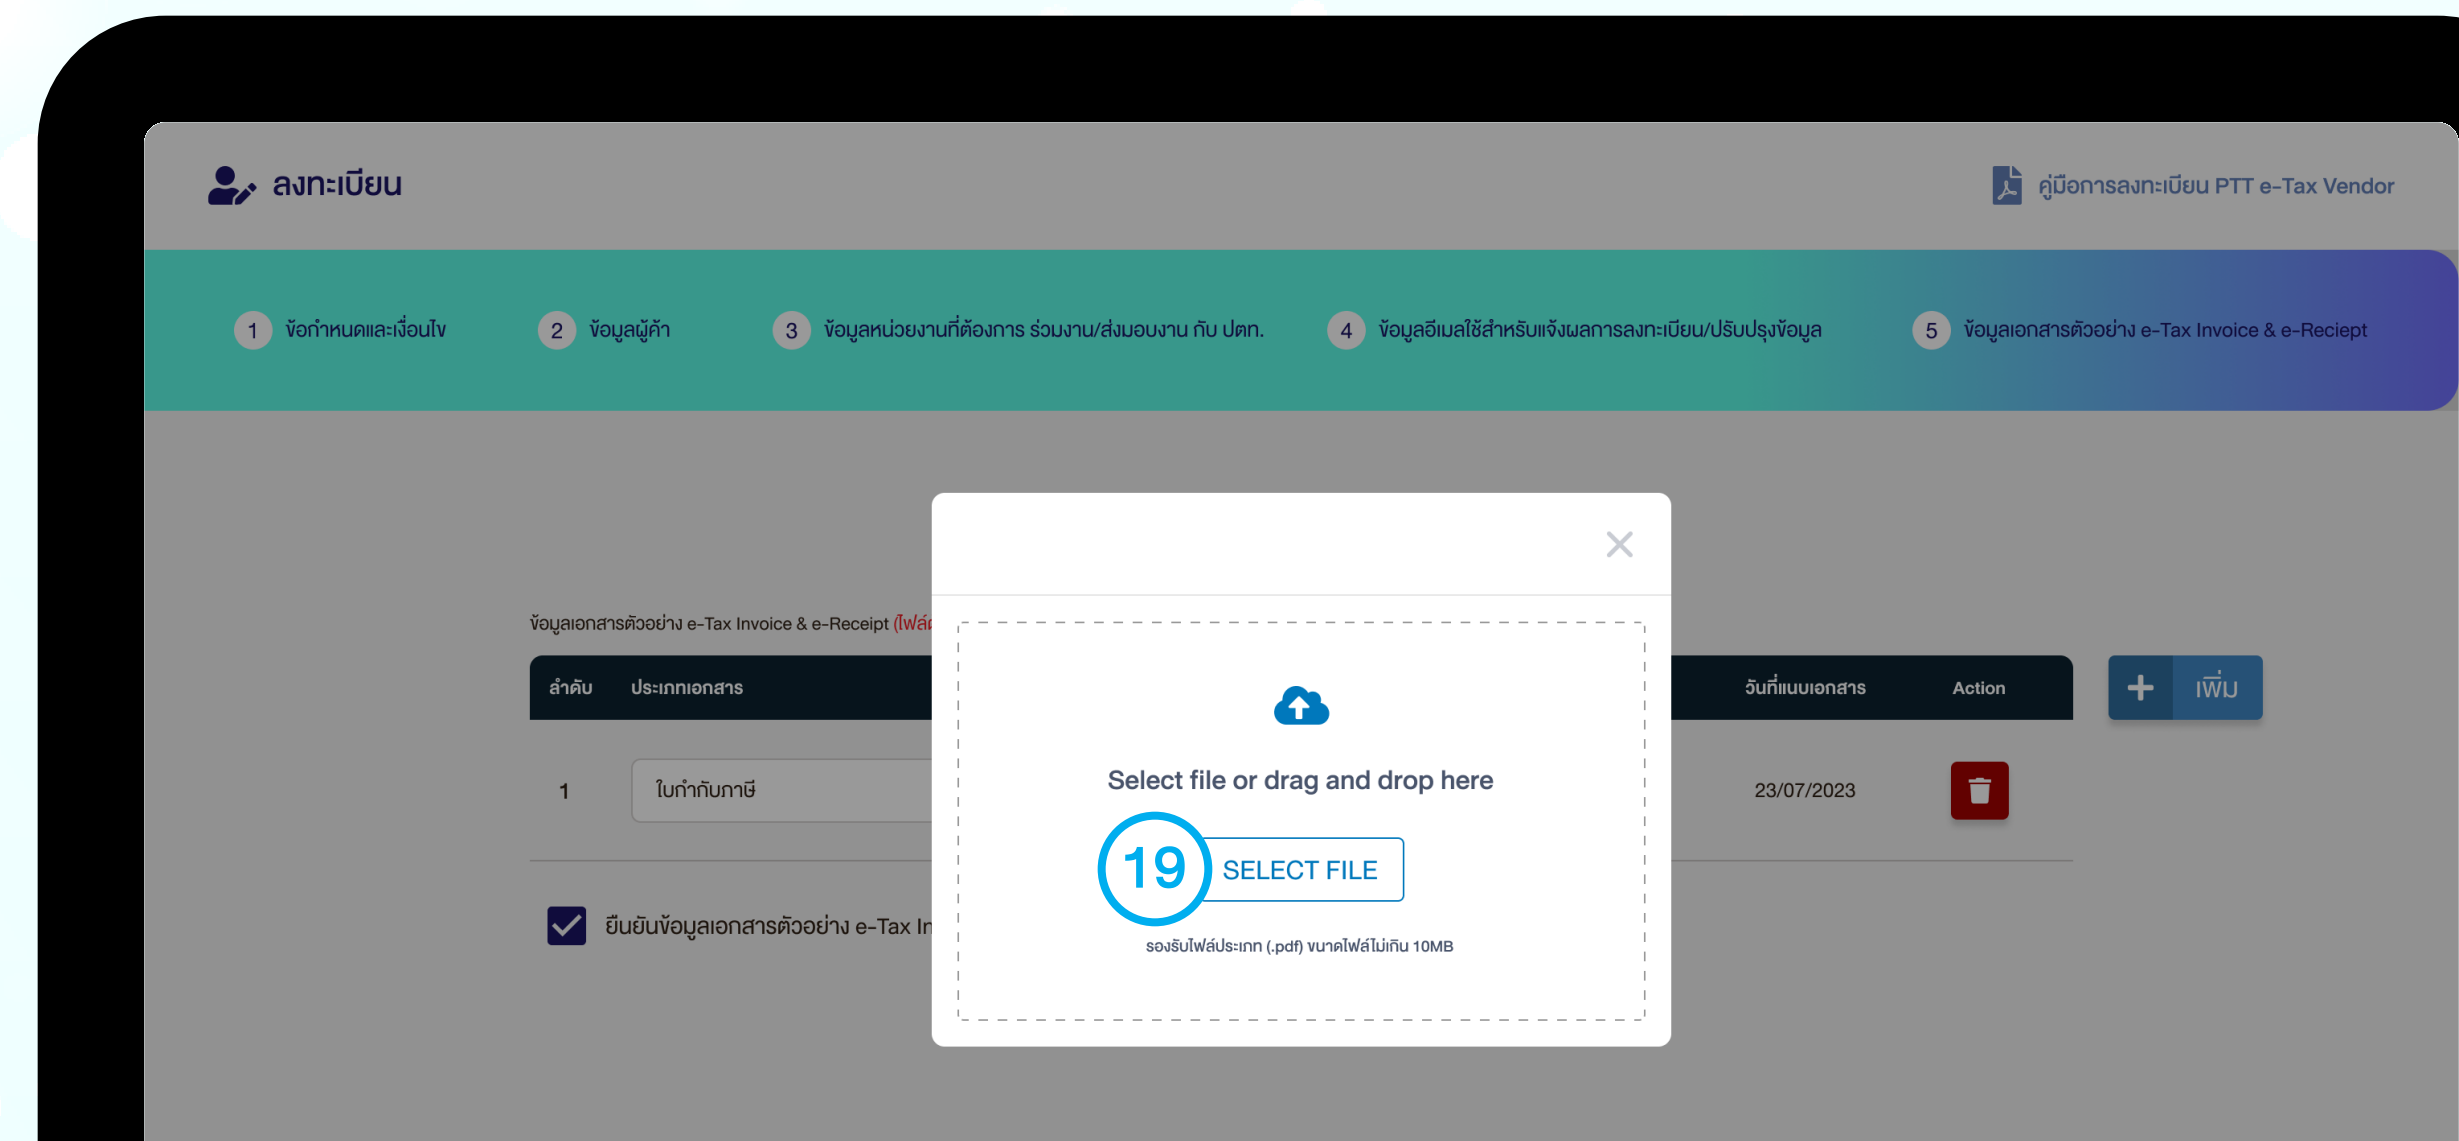 ลงทะเบียน
คู่มือการลงทะเบียน PTT e-Tax Vendor
1 ข้อกำหนดและเงื่อนไข
2 ข้อมูลผู้ค้า
3 ข้อมูลหน่วยงานที่ต้องการ ร่วมงาน/ส่งมอบงาน กับ ปตท.
4 ข้อมูลอีเมลใช้สำหรับแจ้งผลการลงทะเบียน/ปรับปรุงข้อมูล
5 ข้อมูลเอกสารตัวอย่าง e-Tax Invoice & e-Reciept
ข้อมูลเอกสารตัวอย่าง e-Tax Invoice & e-Receipt (ไฟล์
ลำดับ ประเภทเอกสาร วันที่แนบเอกสาร Action
+ เพิ่ม
1 ใบกำกับภาษี 23/07/2023
Select file or drag and drop here
19 SELECT FILE
รองรับไฟล์ประเภท (.pdf) ขนาดไฟล์ไม่เกิน 10MB
ยืนยันข้อมูลเอกสารตัวอย่าง e-Tax In